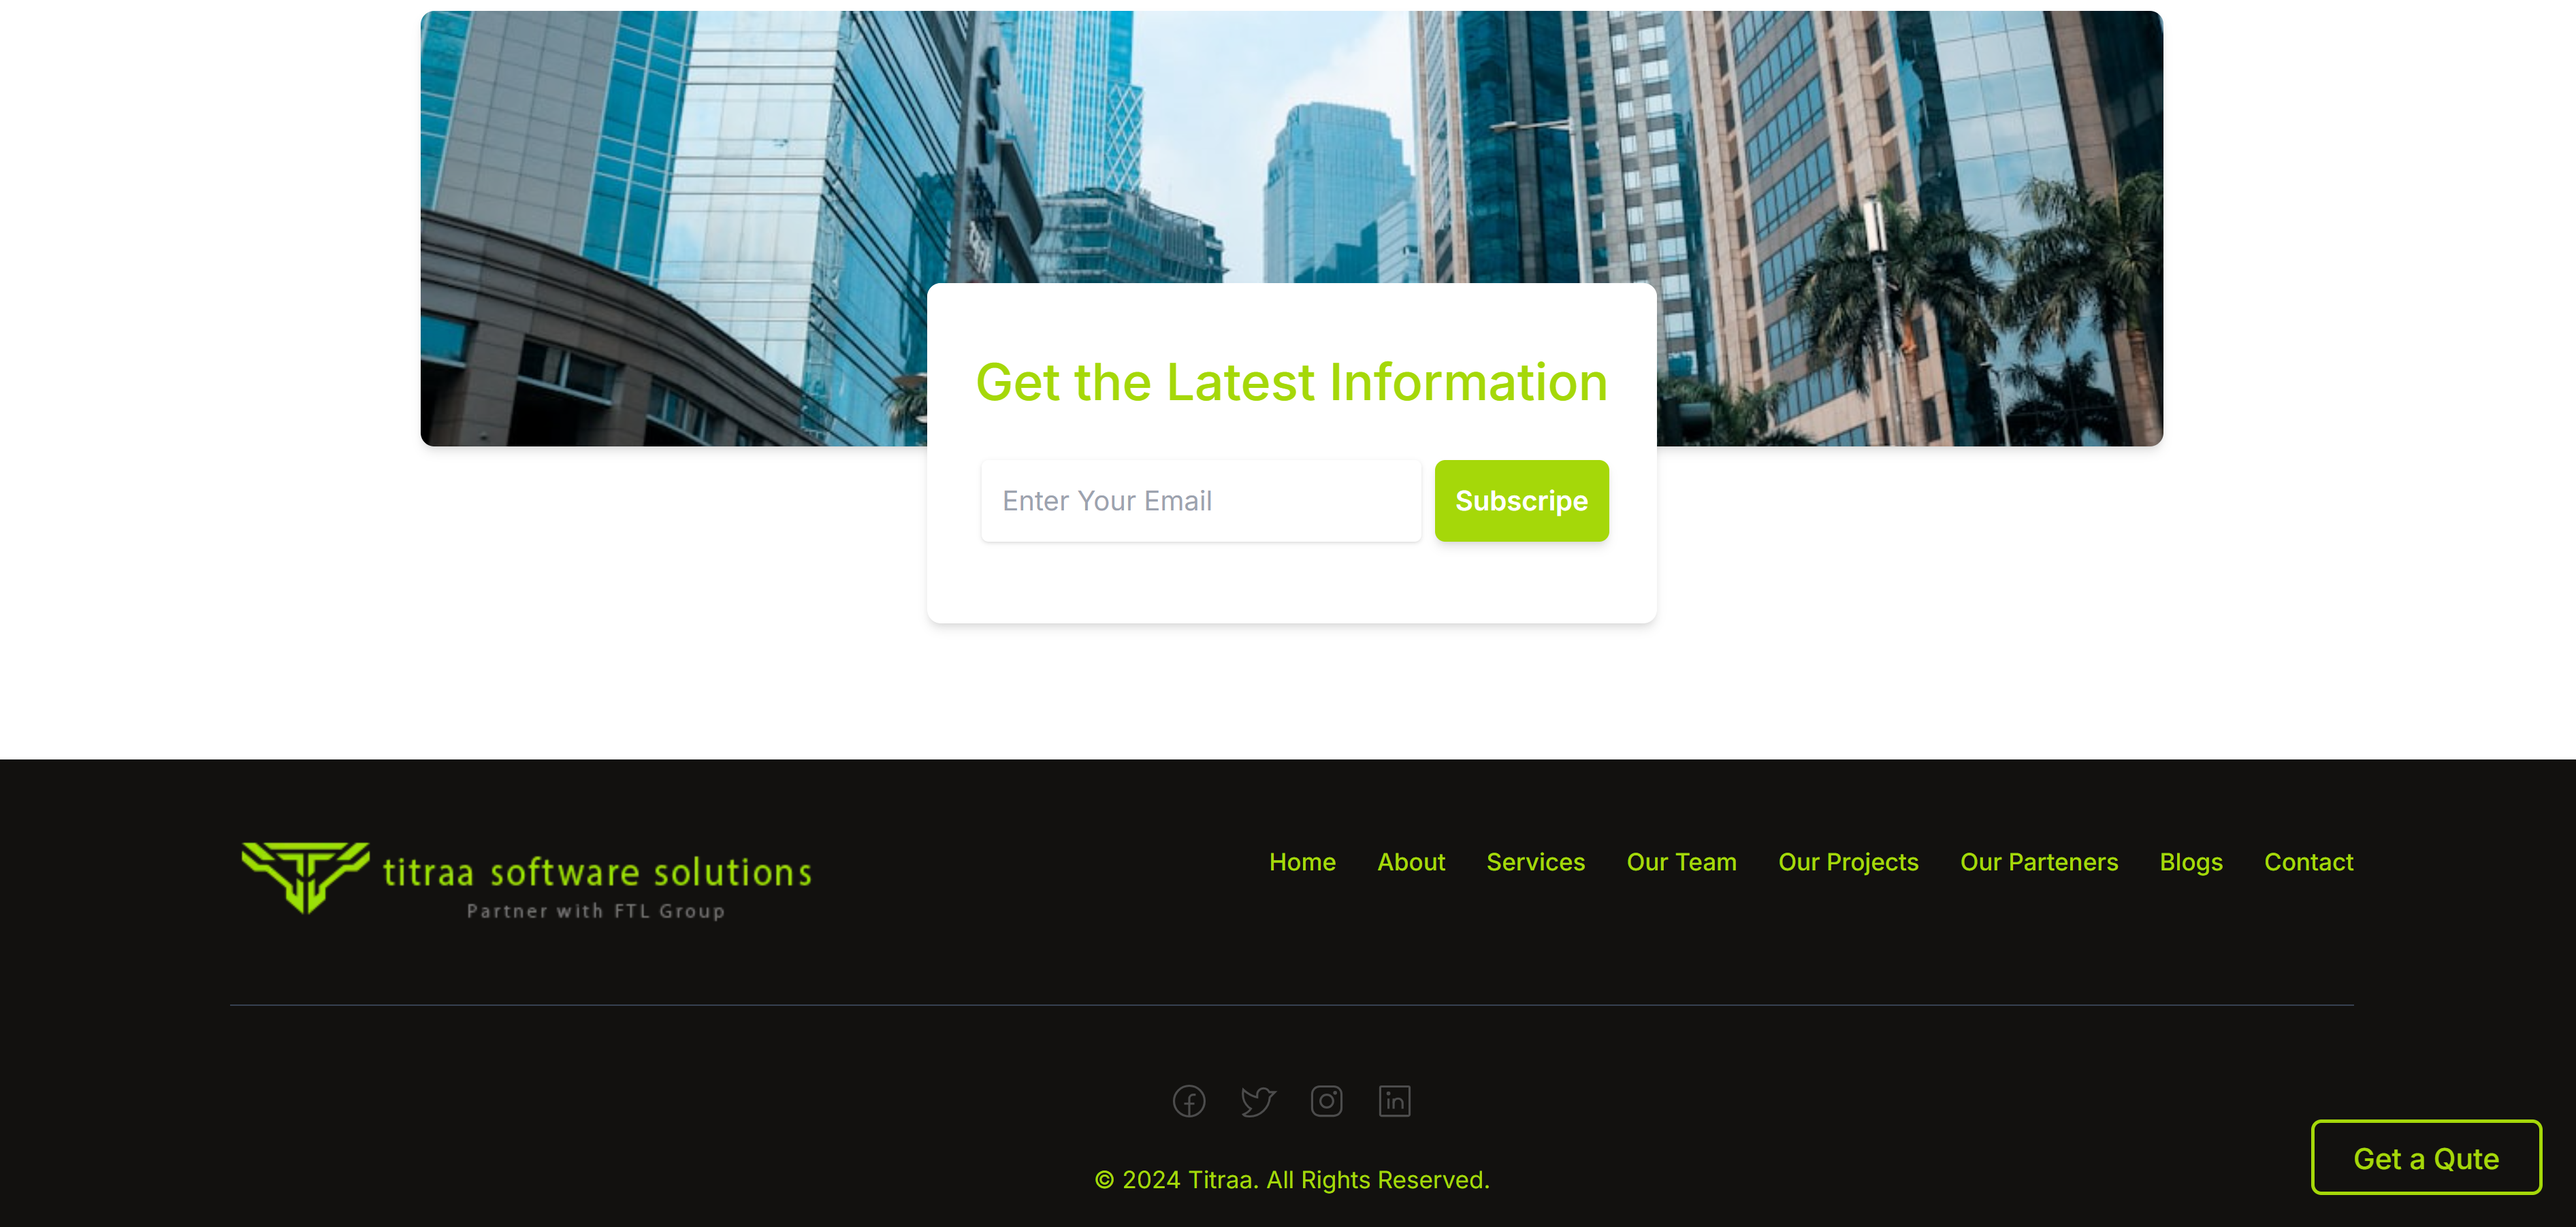 Get the Latest Information
Enter Your Email
Subscripe
titraa software solutions
Partner with FTL Group
Home About Services Our Team Our Projects Our Parteners Blogs Contact
© 2024 Titraa. All Rights Reserved.
Get a Qute